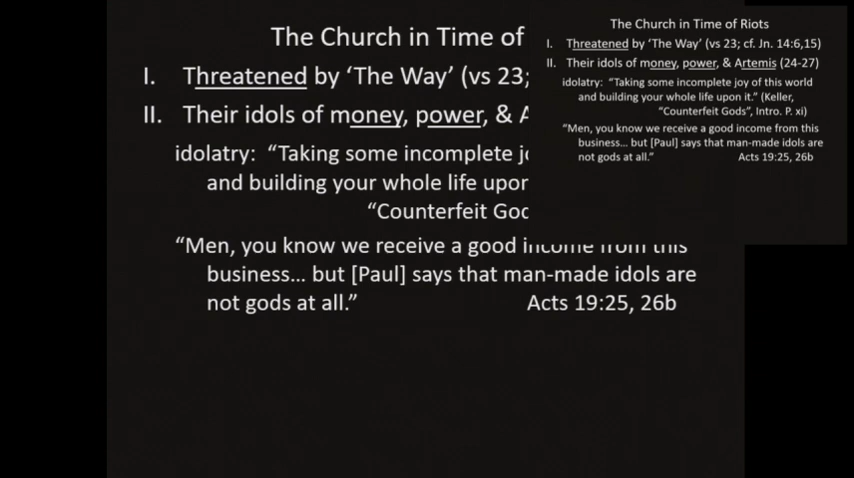 The Church in Time of
I. Threatened by ‘The Way’ (vs 23;
II. Their idols of money, power, &
idolatry: “Taking some incomplete
and building your whole life
“Counterfeit
“Men, you know we receive a good income from this
business... but [Paul] says that man-made idols are
not gods at all.” Acts 19:25, 26b
The Church in Time of Riots
I. Threatened by ‘The Way’ (vs 23; cf. Jn. 14:6,15)
II. Their idols of money, power, & Artemis (24-27)
idolatry: “Taking some incomplete joy of this world
and building your whole life upon it.” (Keller,
“Counterfeit Gods”, Intro. P. xi)
“Men, you know we receive a good income from this
business... but [Paul] says that man-made idols are
not gods at all.” Acts 19:25, 26b